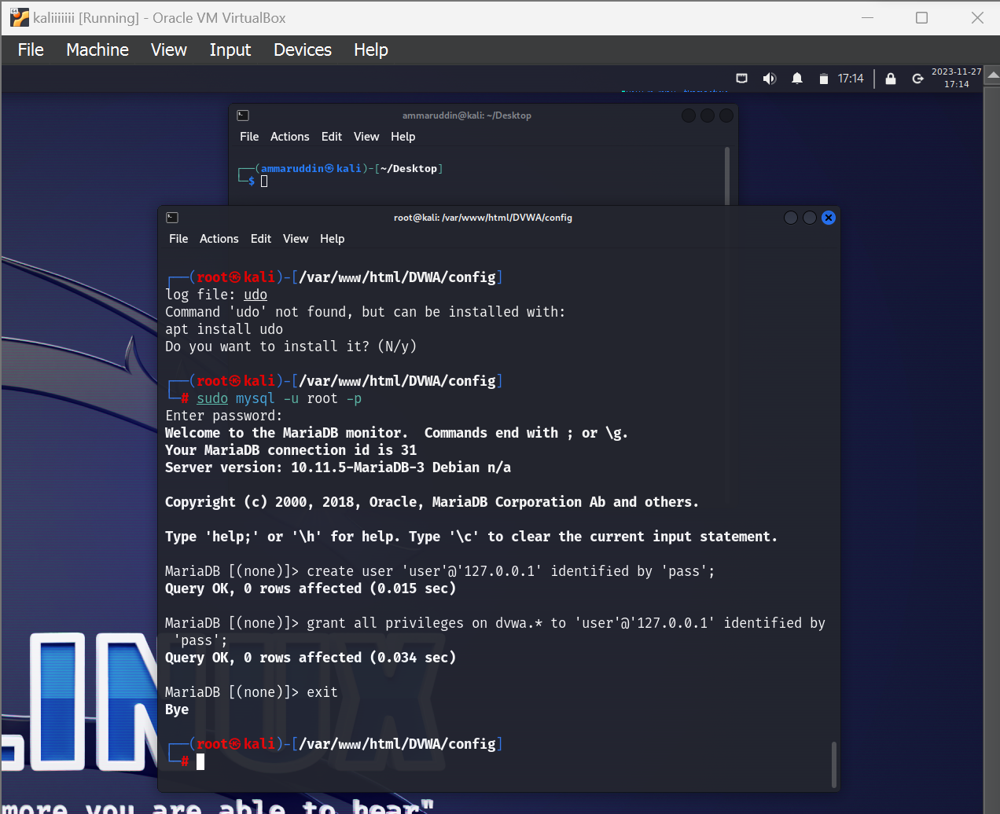 kaliiiiiii [Running] - Oracle VM VirtualBox
File Machine View Input Devices Help
17:14
2023-11-27
17:14
ammaruddin@kali: ~/Desktop
File Actions Edit View Help
┌──(ammaruddin㉿kali)-[~/Desktop]
└─$
root@kali: /var/www/html/DVWA/config
File Actions Edit View Help
┌──(root㉿kali)-[/var/www/html/DVWA/config]
log file: udo
Command 'udo' not found, but can be installed with:
apt install udo
Do you want to install it? (N/y)
┌──(root㉿kali)-[/var/www/html/DVWA/config]
└─# sudo mysql -u root -p
Enter password:
Welcome to the MariaDB monitor.  Commands end with ; or \g.
Your MariaDB connection id is 31
Server version: 10.11.5-MariaDB-3 Debian n/a
Copyright (c) 2000, 2018, Oracle, MariaDB Corporation Ab and others.
Type 'help;' or '\h' for help. Type '\c' to clear the current input statement.
MariaDB [(none)]> create user 'user'@'127.0.0.1' identified by 'pass';
Query OK, 0 rows affected (0.015 sec)
MariaDB [(none)]> grant all privileges on dvwa.* to 'user'@'127.0.0.1' identified by
'pass';
Query OK, 0 rows affected (0.034 sec)
MariaDB [(none)]> exit
Bye
┌──(root㉿kali)-[/var/www/html/DVWA/config]
└─#
LINUX
more you are able to hear"